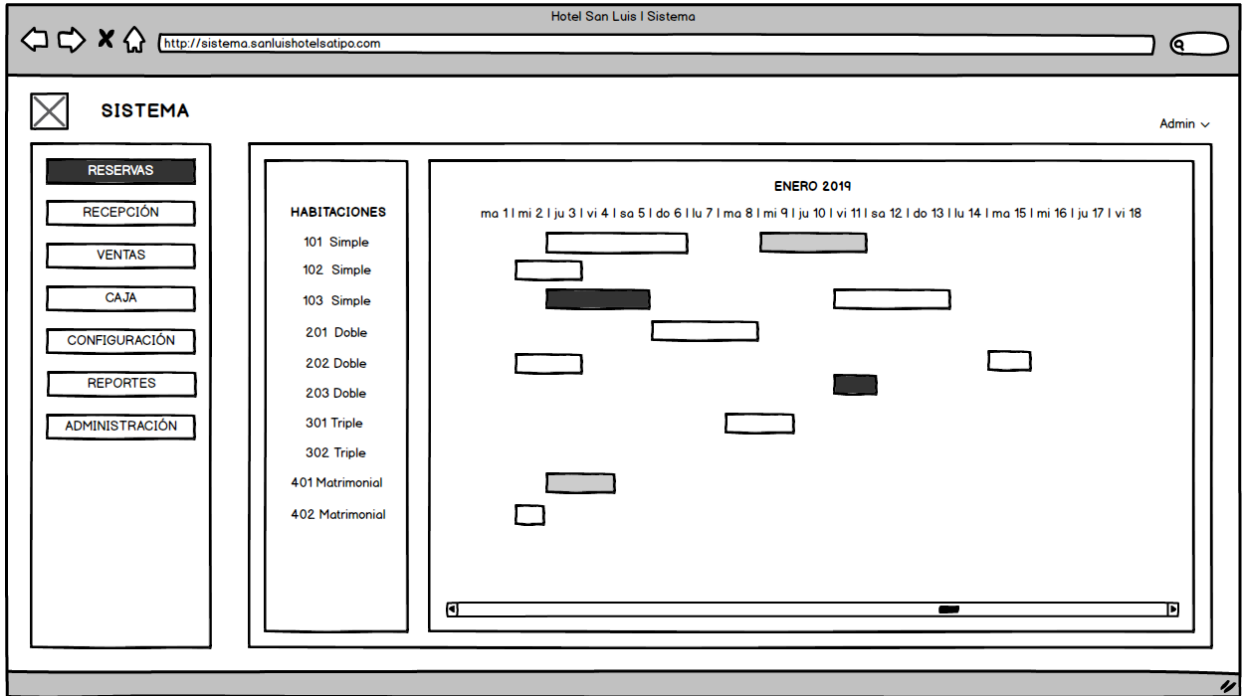 Hotel San Luis | Sistema
http://sistema.sanluishotelsatipo.com
SISTEMA
Admin
RESERVAS
RECEPCIÓN
VENTAS
CAJA
CONFIGURACIÓN
REPORTES
ADMINISTRACIÓN
HABITACIONES
101 Simple
102 Simple
103 Simple
201 Doble
202 Doble
203 Doble
301 Triple
302 Triple
401 Matrimonial
402 Matrimonial
ENERO 2019
ma 1 | mi 2 | ju 3 | vi 4 | sa 5 | do 6 | lu 7 | ma 8 | mi 9 | ju 10 | vi 11 | sa 12 | do 13 | lu 14 | ma 15 | mi 16 | ju 17 | vi 18